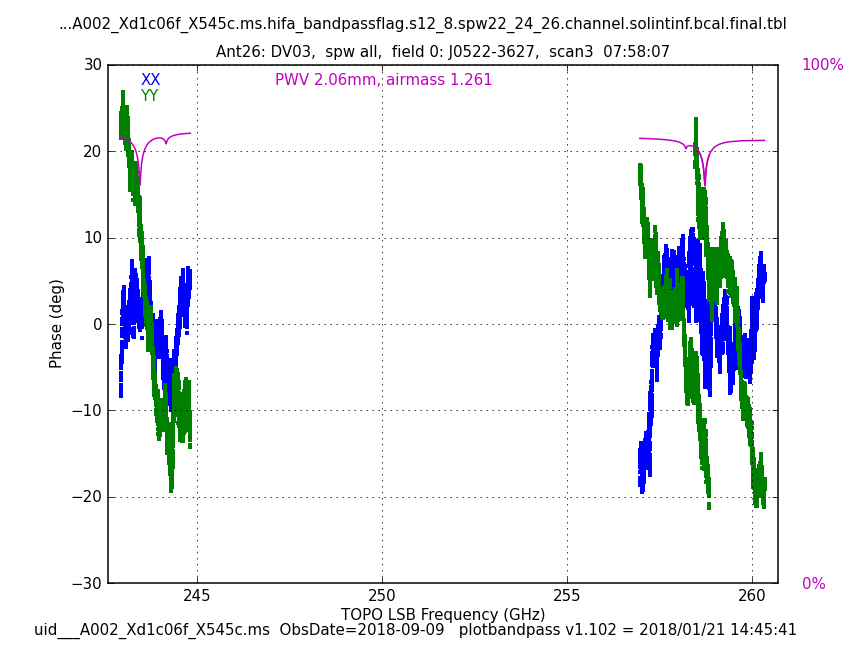 ...A002_Xd1c06f_X545c.ms.hifa_bandpassflag.s12_8.spw22_24_26.channel.solintinf.bcal.final.tbl
Ant26: DV03,  spw all,  field 0: J0522-3627,  scan3  07:58:07
30
XX
PWV 2.06mm, airmass 1.261
100%
YY
20
10
Phase (deg)
0
−10
−20
−30
0%
245
250
255
260
TOPO LSB Frequency (GHz)
uid___A002_Xd1c06f_X545c.ms  ObsDate=2018-09-09   plotbandpass v1.102 = 2018/01/21 14:45:41